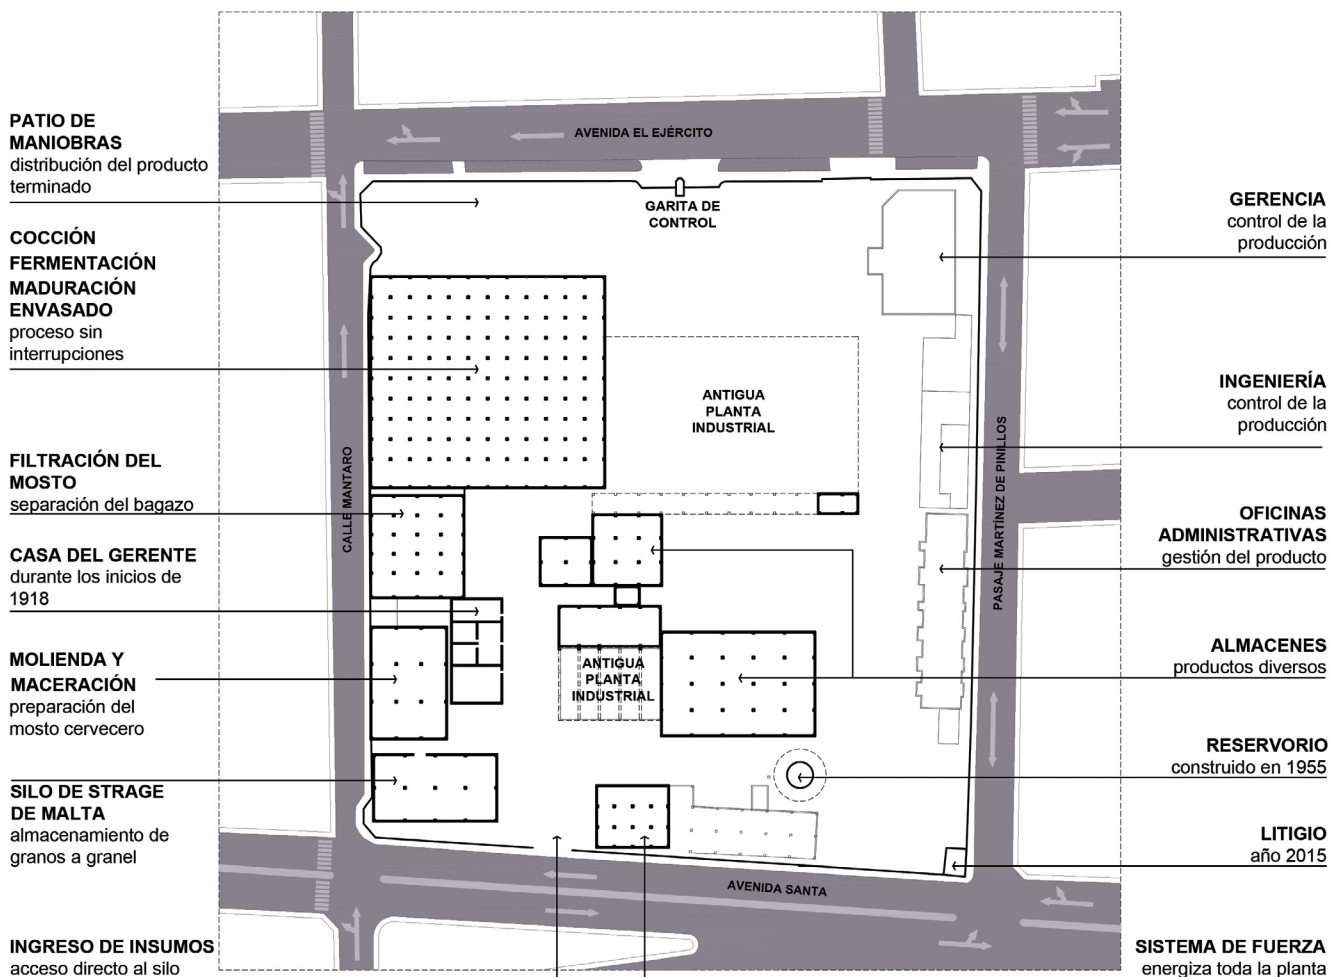 PATIO DE
MANIOBRAS
distribución del producto
terminado
COCCIÓN
FERMENTACIÓN
MADURACIÓN
ENVASADO
proceso sin
interrupciones
FILTRACIÓN DEL
MOSTO
separación del bagazo
CASA DEL GERENTE
durante los inicios de
1918
MOLIENDA Y
MACERACIÓN
preparación del
mosto cervecero
SILO DE STRAGE
DE MALTA
almacenamiento de
granos a granel
INGRESO DE INSUMOS
acceso directo al silo
AVENIDA EL EJÉRCITO
GARITA DE
CONTROL
ANTIGUA
PLANTA
INDUSTRIAL
CALLE MANTARO
ANTIGUA
PLANTA
INDUSTRIAL
PASAJE MARTÍNEZ DE PINILLOS
AVENIDA SANTA
GERENCIA
control de la
producción
INGENIERÍA
control de la
producción
OFICINAS
ADMINISTRATIVAS
gestión del producto
ALMACENES
productos diversos
RESERVORIO
construido en 1955
LITIGIO
año 2015
SISTEMA DE FUERZA
energiza toda la planta